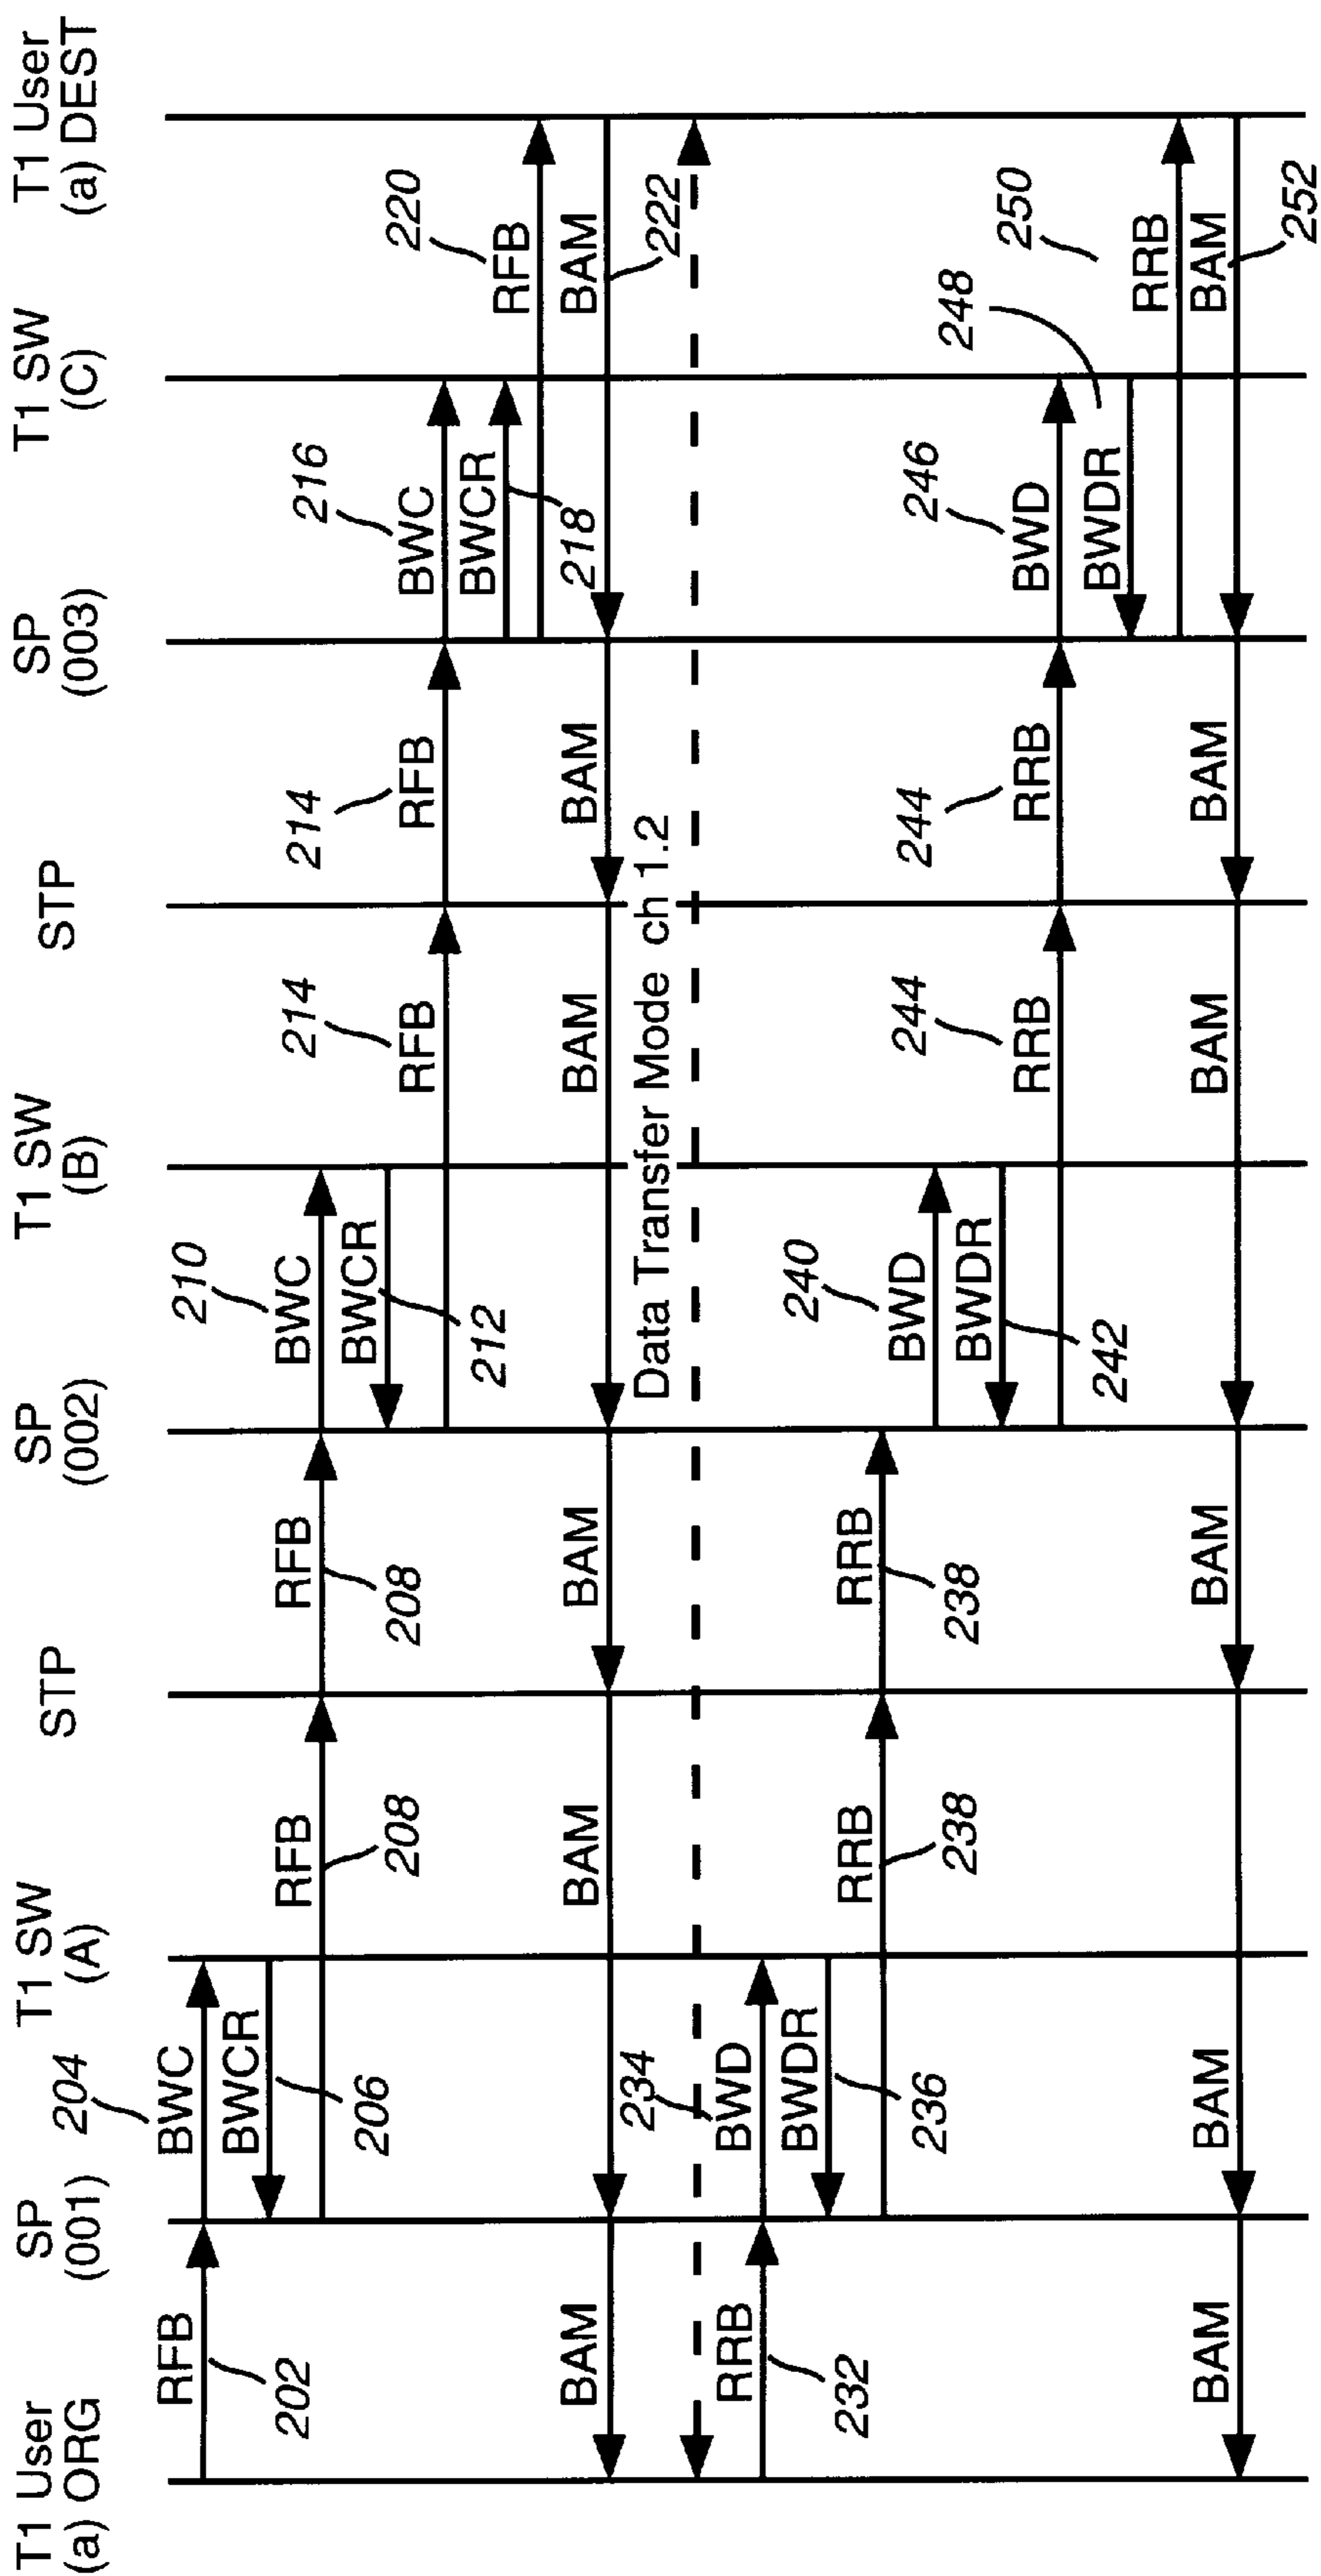 T1 User
(a) ORG
SP
(001)
T1 SW
(A)
STP
SP
(002)
T1 SW
(B)
STP
SP
(003)
T1 SW
(C)
T1 User
(a) DEST
RFB
202
204
BWC
BWCR
206
RFB
208
RFB
208
210
BWC
BWCR
212
214
RFB
214
RFB
216
BWC
BWCR
218
220
RFB
BAM
222
BAM
BAM
BAM
BAM
BAM
BAM
Data Transfer Mode ch 1.2
RRB
232
234
BWD
BWDR
236
RRB
238
RRB
238
240
BWD
BWDR
242
244
RRB
244
RRB
246
BWD
BWDR
248
250
RRB
BAM
252
BAM
BAM
BAM
BAM
BAM